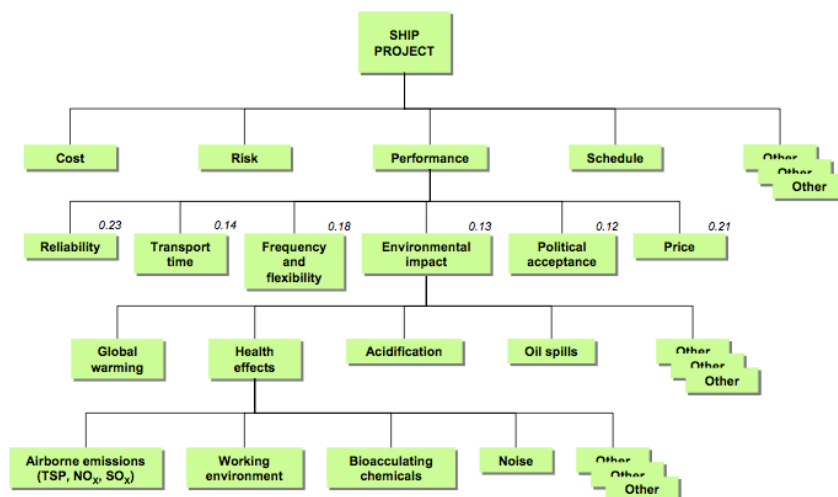 SHIP
PROJECT
Cost
Risk
Performance
Schedule
Other
Other
Other
0.23
0.14
0.18
0.13
0.12
0.21
Reliability
Transport
time
Frequency
and
flexibility
Environmental
impact
Political
acceptance
Price
Global
warming
Health
effects
Acidification
Oil spills
Other
Other
Other
Airborne emissions
(TSP, NOX, SOX)
Working
environment
Bioacculating
chemicals
Noise
Other
Other
Other